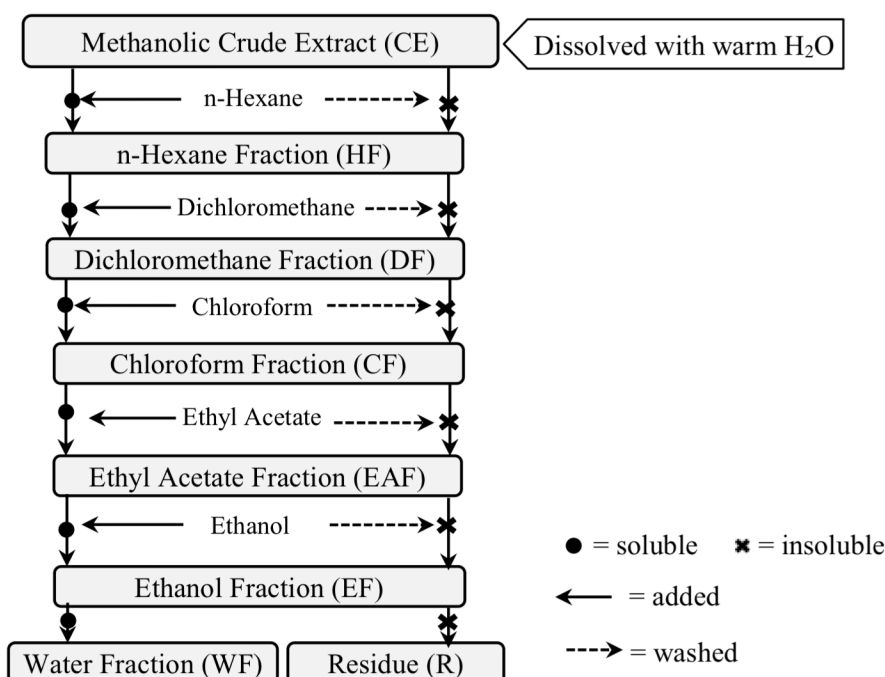 Methanolic Crude Extract (CE)
Dissolved with warm H₂O
n-Hexane
n-Hexane Fraction (HF)
Dichloromethane
Dichloromethane Fraction (DF)
Chloroform
Chloroform Fraction (CF)
Ethyl Acetate
Ethyl Acetate Fraction (EAF)
Ethanol
= soluble
= insoluble
Ethanol Fraction (EF)
= added
Water Fraction (WF)
Residue (R)
= washed